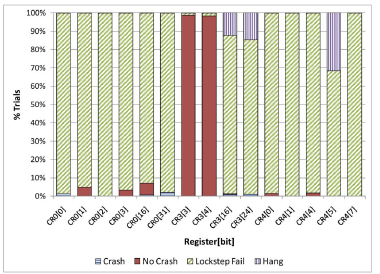 100%
90%
80%
70%
60%
50%
40%
30%
20%
10%
0%
% Trials
CR0[0] CR0[1] CR0[2] CR0[3] CR0[16] CR0[31] CR3[3] CR3[4] CR3[16] CR3[24] CR4[0] CR4[1] CR4[4] CR4[5] CR4[7]
Register[bit]
Crash No Crash Lockstep Fail Hang